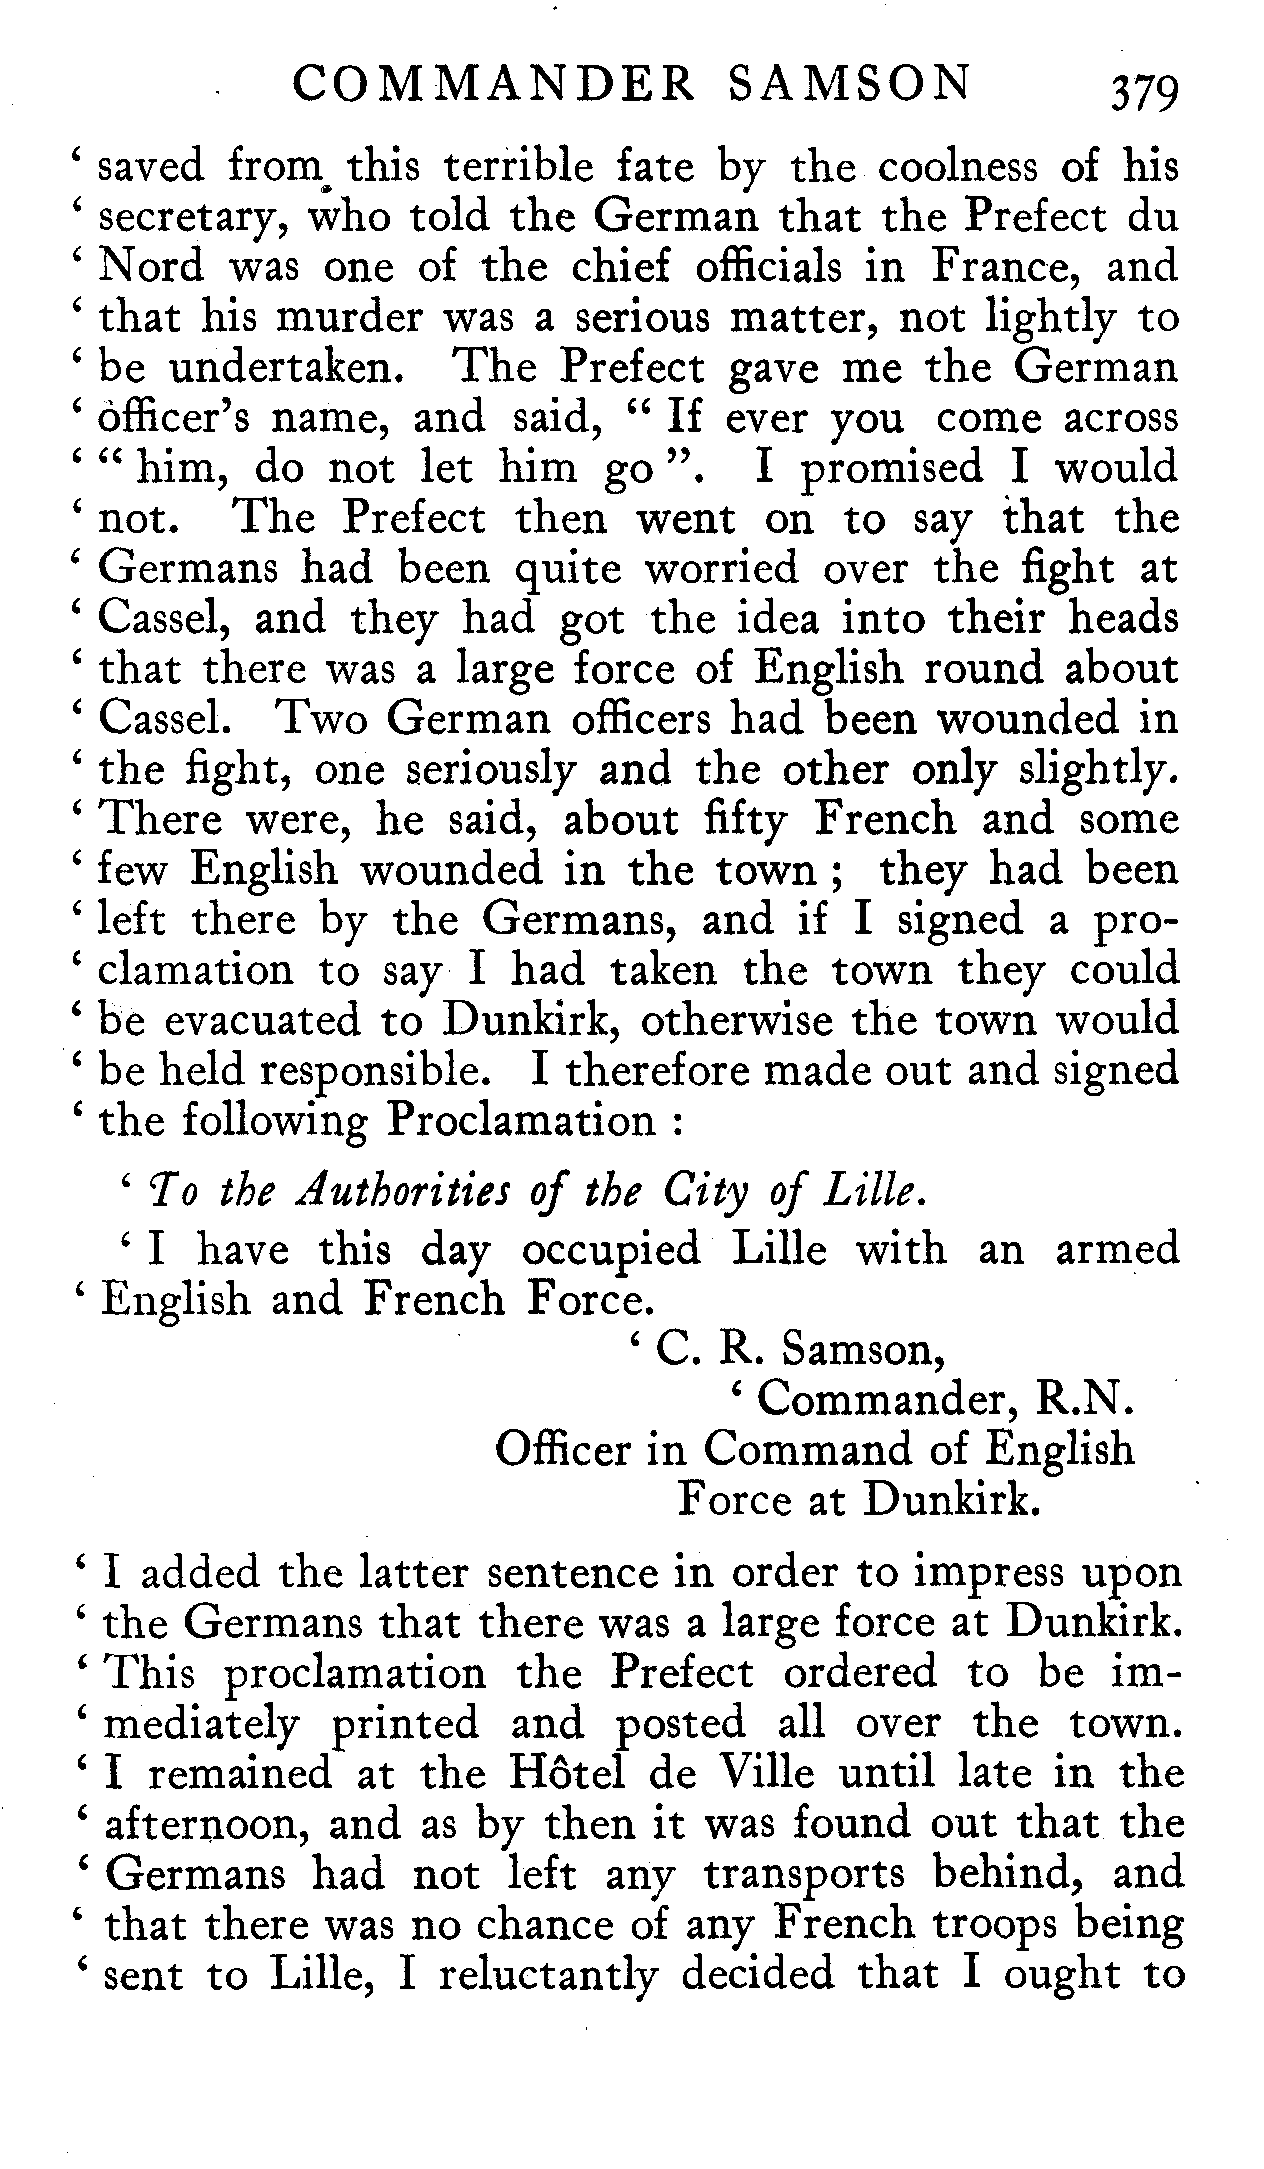 COMMANDER SAMSON 379
‘ saved from this terrible fate by the coolness of his
‘ secretary, who told the German that the Prefect du
‘ Nord was one of the chief officials in France, and
‘ that his murder was a serious matter, not lightly to
‘ be undertaken. The Prefect gave me the German
‘ officer’s name, and said, “ If ever you come across
‘ “ him, do not let him go ”. I promised I would
‘ not. The Prefect then went on to say that the
‘ Germans had been quite worried over the fight at
‘ Cassel, and they had got the idea into their heads
‘ that there was a large force of English round about
‘ Cassel. Two German officers had been wounded in
‘ the fight, one seriously and the other only slightly.
‘ There were, he said, about fifty French and some
‘ few English wounded in the town ; they had been
‘ left there by the Germans, and if I signed a pro-
‘ clamation to say I had taken the town they could
‘ be evacuated to Dunkirk, otherwise the town would
‘ be held responsible. I therefore made out and signed
‘ the following Proclamation :
‘ To the Authorities of the City of Lille.
‘ I have this day occupied Lille with an armed
‘ English and French Force.
‘ C. R. Samson,
‘ Commander, R.N.
Officer in Command of English
Force at Dunkirk.
‘ I added the latter sentence in order to impress upon
‘ the Germans that there was a large force at Dunkirk.
‘ This proclamation the Prefect ordered to be im-
‘ mediately printed and posted all over the town.
‘ I remained at the Hôtel de Ville until late in the
‘ afternoon, and as by then it was found out that the
‘ Germans had not left any transports behind, and
‘ that there was no chance of any French troops being
‘ sent to Lille, I reluctantly decided that I ought to